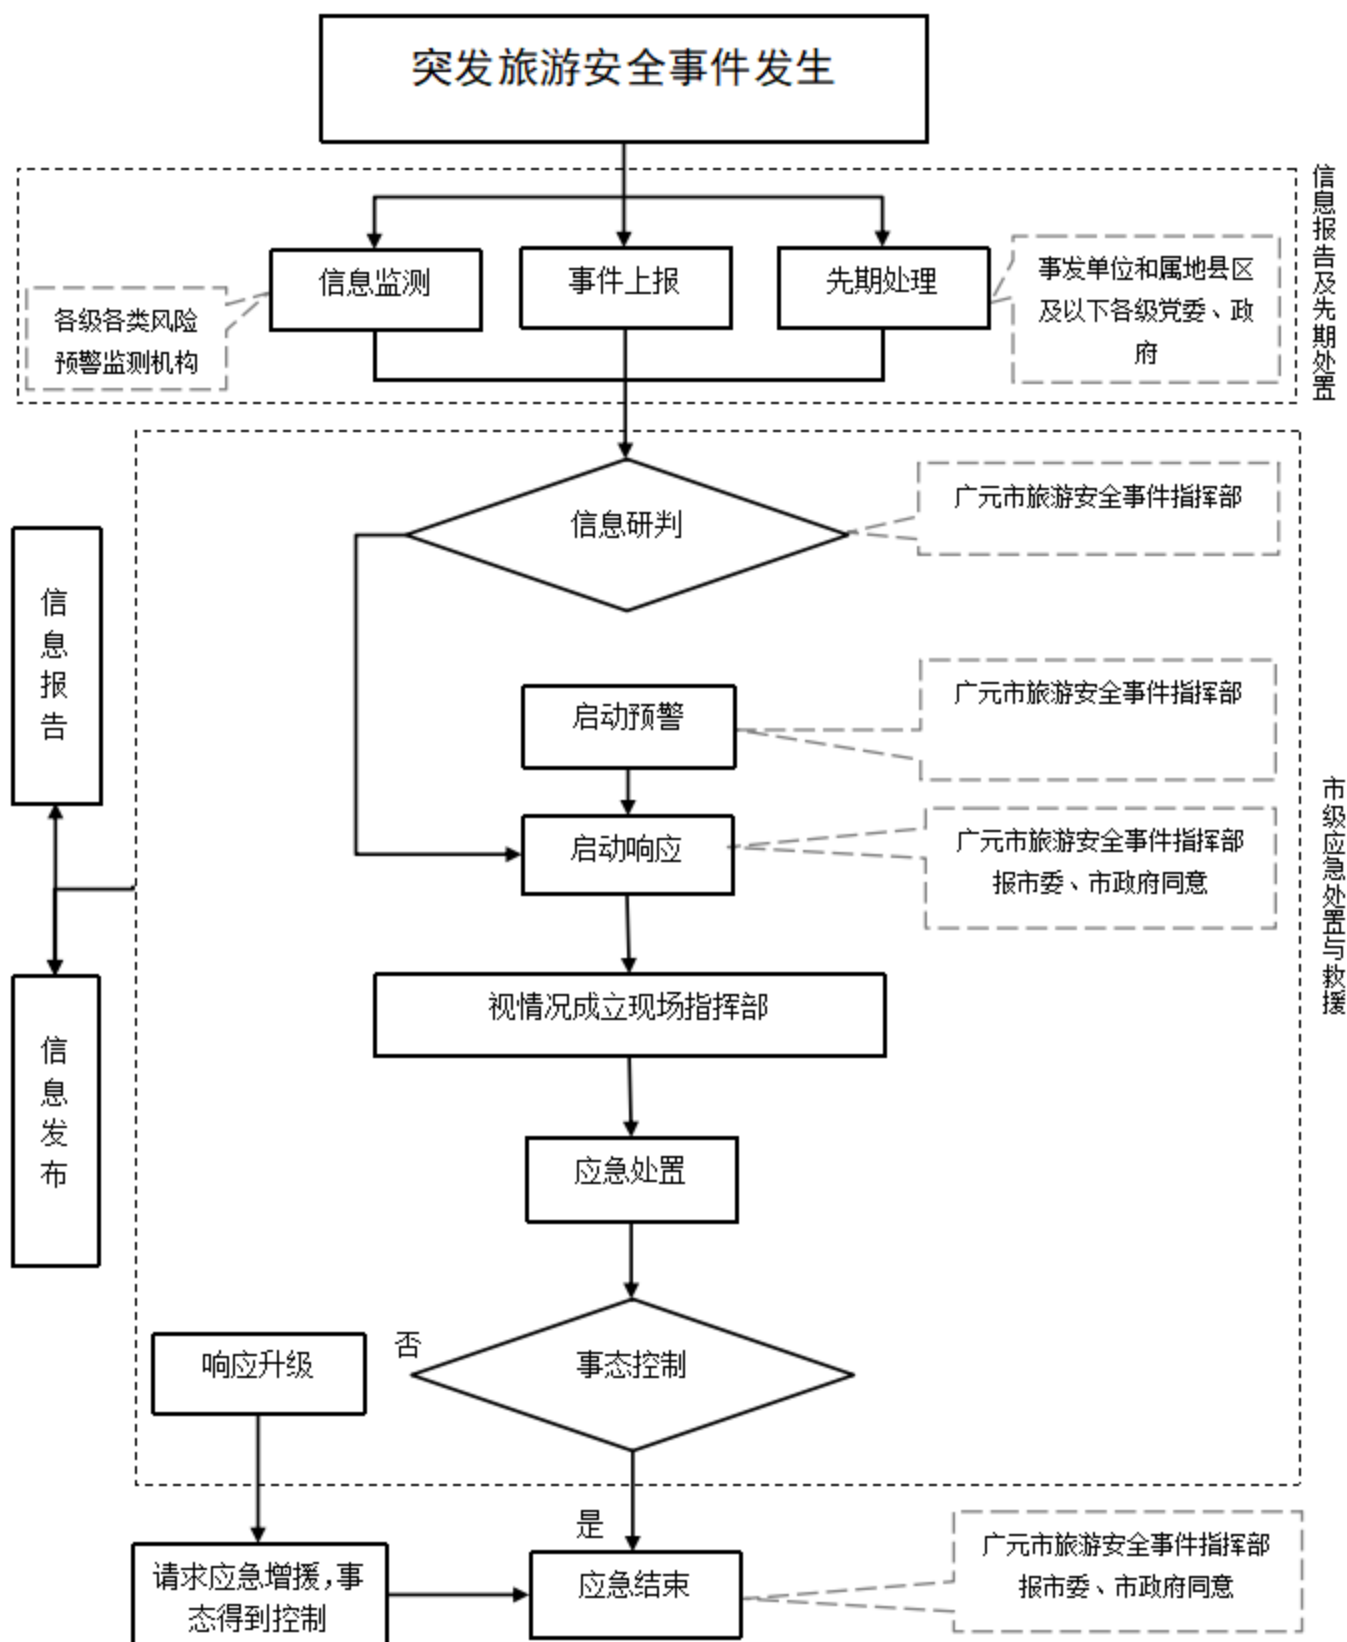 突发旅游安全事件发生
信息报告及先期处置
信息监测
事件上报
先期处理
各级各类风险
预警监测机构
事发单位和属地县区
及以下各级党委、政
府
信息研判
广元市旅游安全事件指挥部
信息报告
启动预警
广元市旅游安全事件指挥部
启动响应
广元市旅游安全事件指挥部
报市委、市政府同意
市级应急处置与救援
视情况成立现场指挥部
信息发布
应急处置
否
事态控制
响应升级
是
请求应急增援,事
态得到控制
应急结束
广元市旅游安全事件指挥部
报市委、市政府同意